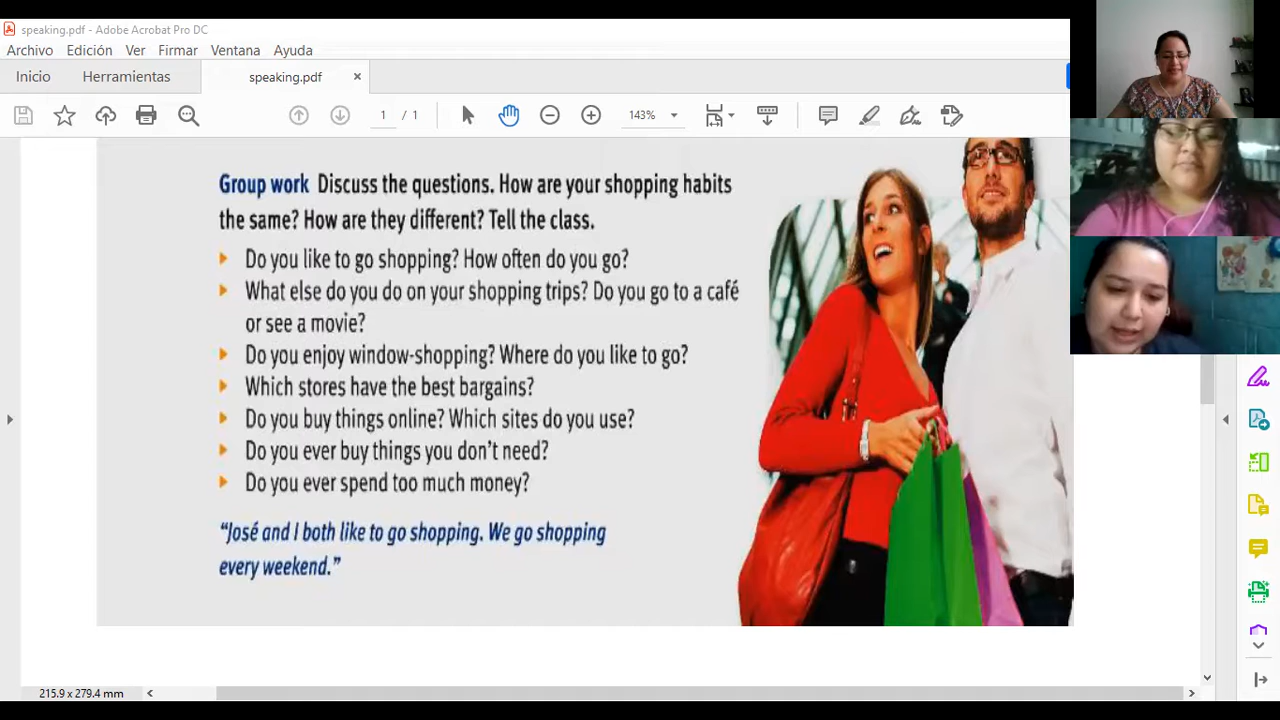 speaking.pdf - Adobe Acrobat Pro DC
Archivo Edición Ver Firmar Ventana Ayuda
Inicio Herramientas speaking.pdf ×
1 / 1 143%
Group work Discuss the questions. How are your shopping habits
the same? How are they different? Tell the class.
Do you like to go shopping? How often do you go?
What else do you do on your shopping trips? Do you go to a café
or see a movie?
Do you enjoy window-shopping? Where do you like to go?
Which stores have the best bargains?
Do you buy things online? Which sites do you use?
Do you ever buy things you don't need?
Do you ever spend too much money?
"José and I both like to go shopping. We go shopping
every weekend."
215.9 x 279.4 mm